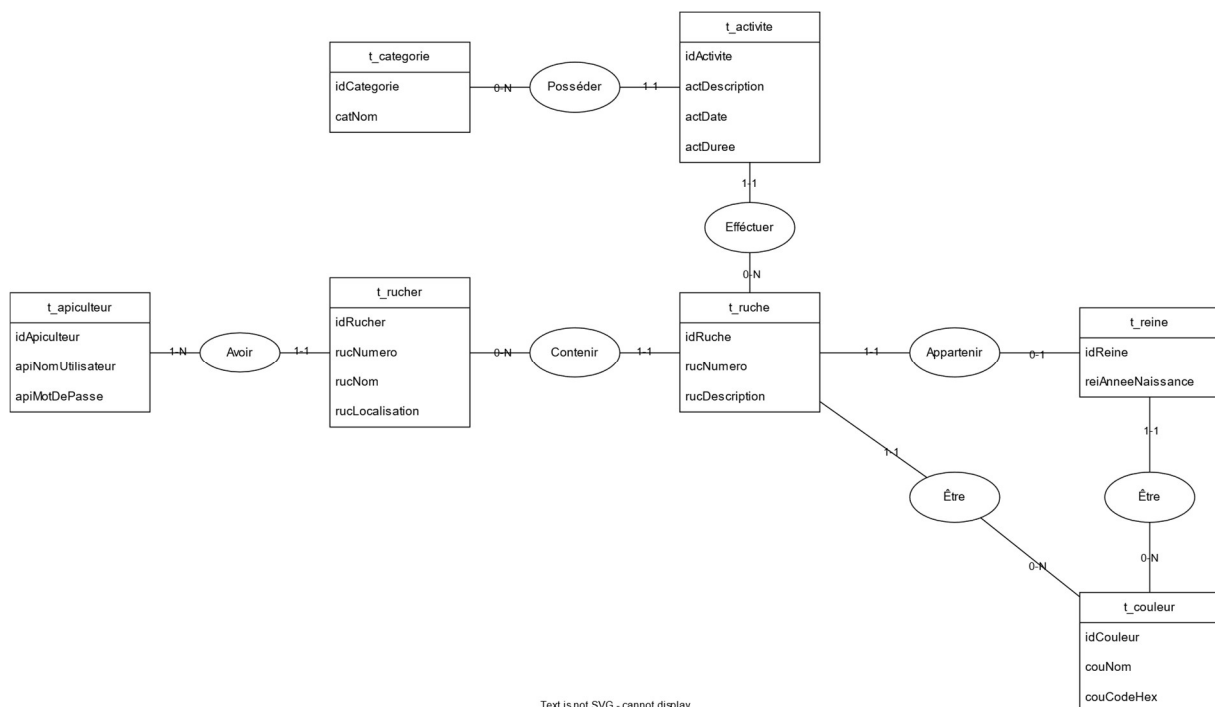 t_activite
idActivite
actDescription
actDate
actDuree
t_categorie
idCategorie
catNom
0-N
Posséder
1-1
1-1
Efféctuer
0-N
t_apiculteur
idApiculteur
apiNomUtilisateur
apiMotDePasse
1-N
Avoir
1-1
t_rucher
idRucher
rucNumero
rucNom
rucLocalisation
0-N
Contenir
1-1
t_ruche
idRuche
rucNumero
rucDescription
1-1
Appartenir
0-1
t_reine
idReine
reiAnneeNaissance
1-1
Être
0-N
1-1
Être
0-N
t_couleur
idCouleur
couNom
couCodeHex
Text is not SVG - cannot display